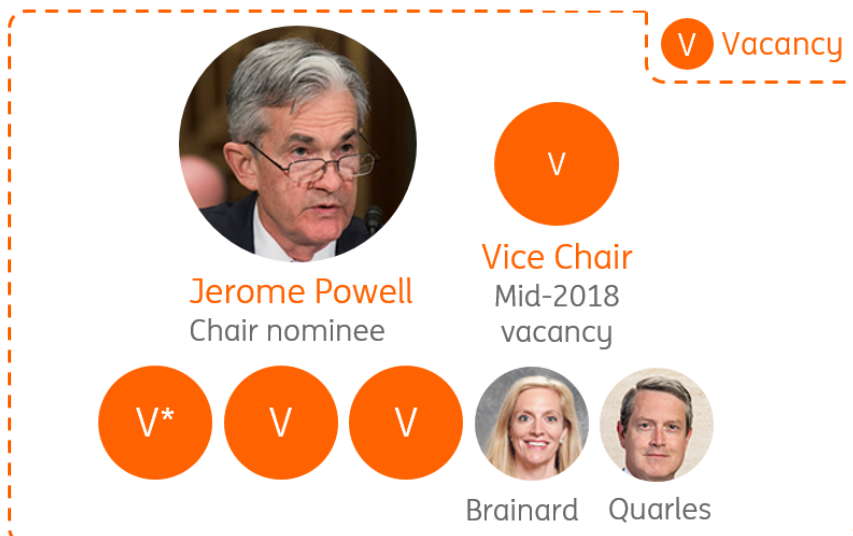 V Vacancy
V
Jerome Powell
Chair nominee
Vice Chair
Mid-2018
vacancy
V* V V
Brainard Quarles